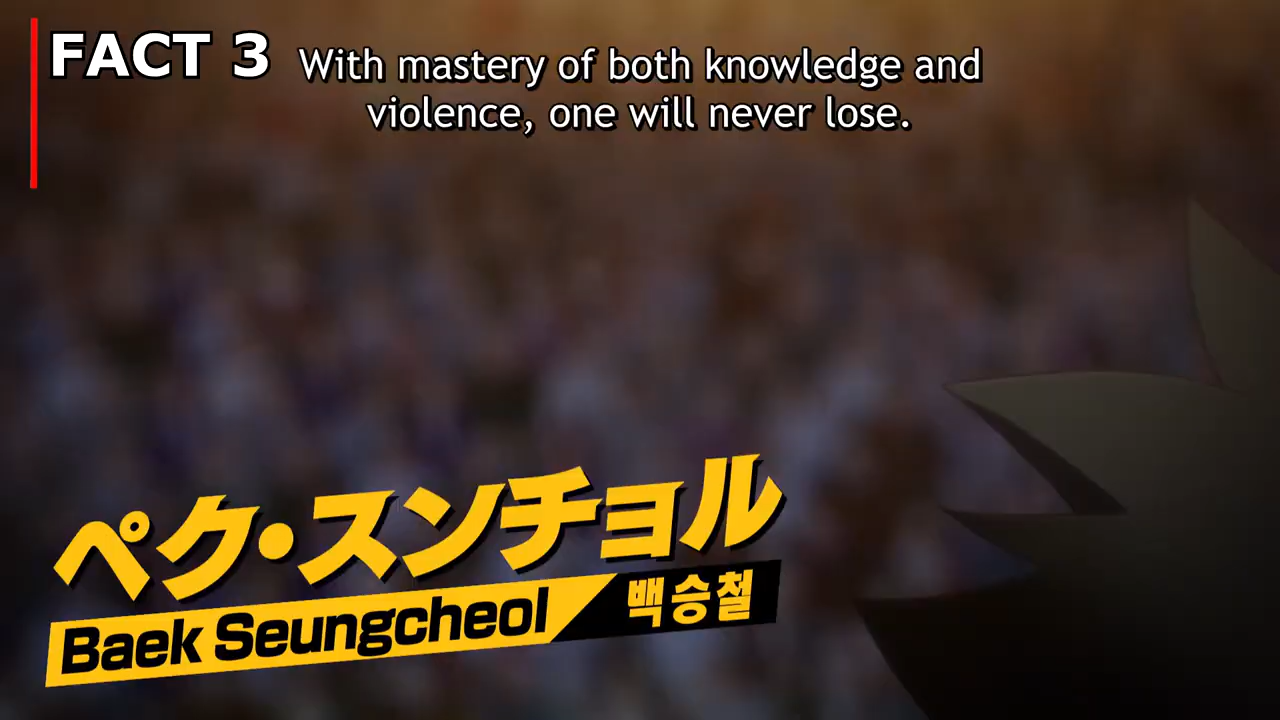 FACT 3
With mastery of both knowledge and
violence, one will never lose.
ペク・スンチョル
Baek Seungcheol
백승철